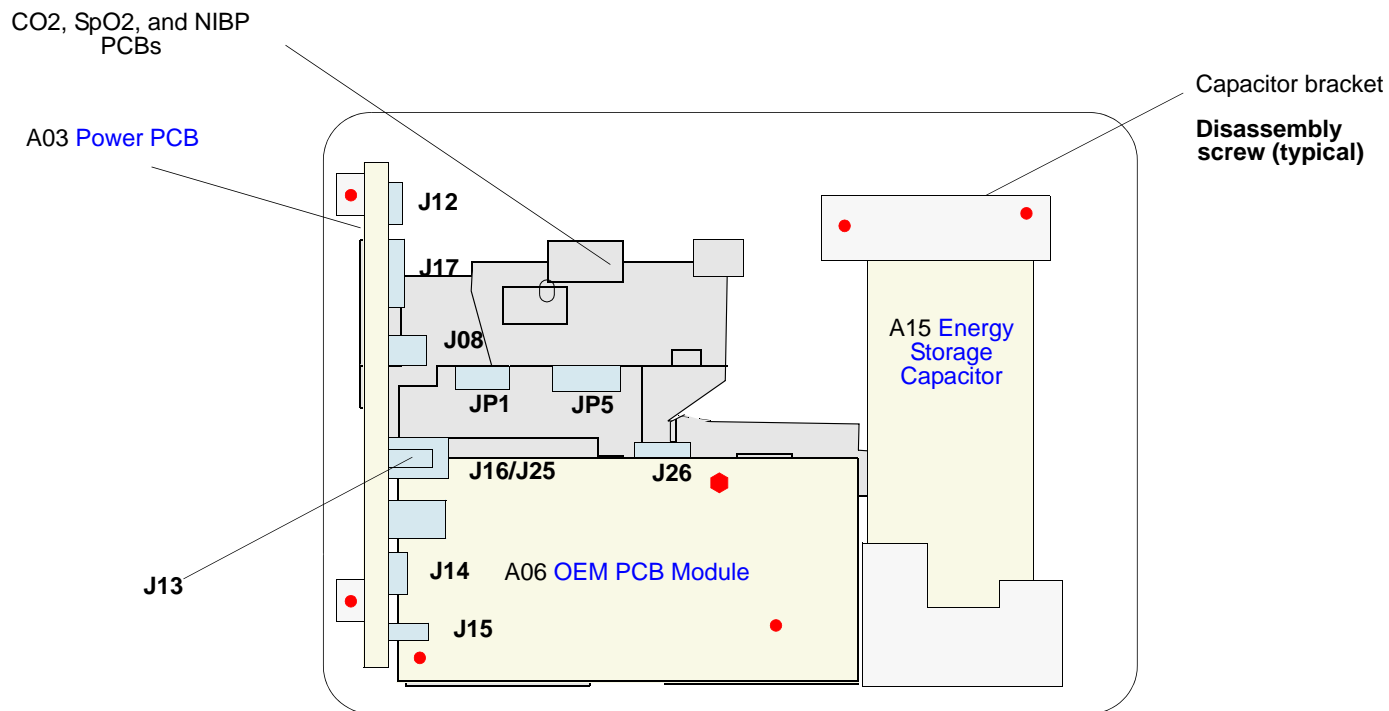 CO2, SpO2, and NIBP
PCBs
Capacitor bracket
Disassembly
screw (typical)
A03 Power PCB
J12
J17
J08
A15 Energy
Storage
Capacitor
JP1
JP5
J16/J25
J26
J13
J14
A06 OEM PCB Module
J15